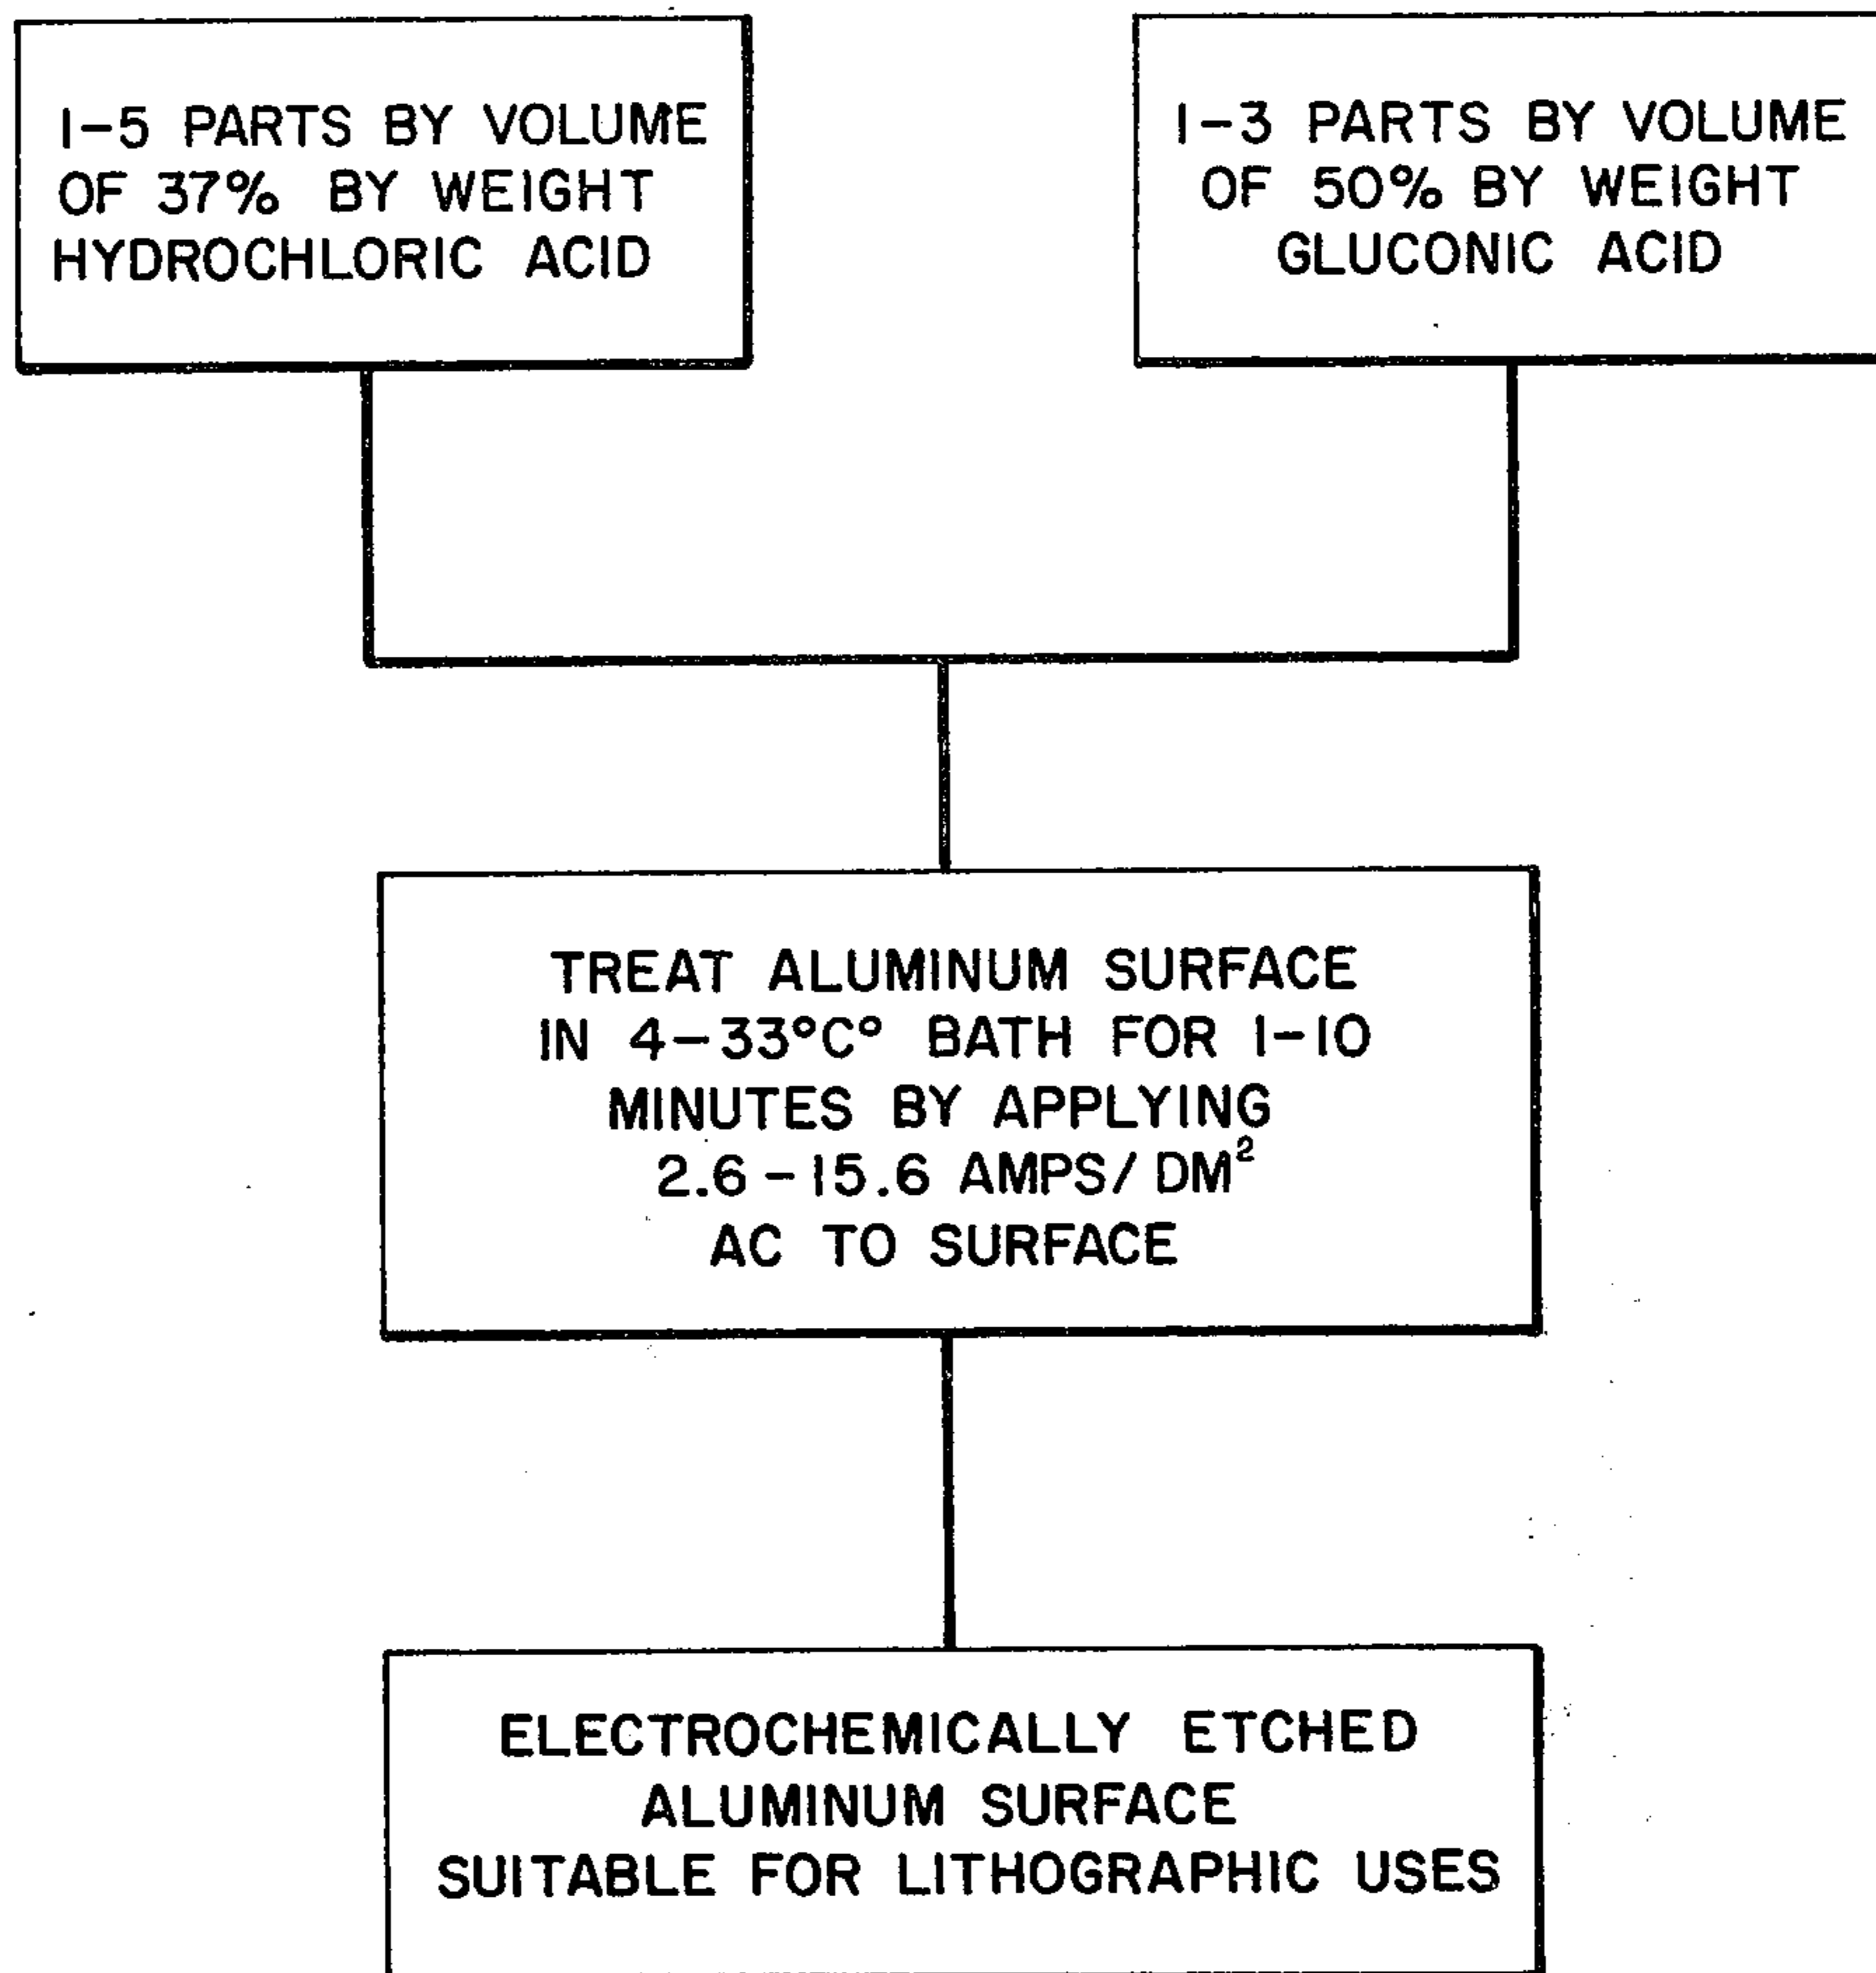 1-5 PARTS BY VOLUME
OF 37% BY WEIGHT
HYDROCHLORIC ACID
1-3 PARTS BY VOLUME
OF 50% BY WEIGHT
GLUCONIC ACID
TREAT ALUMINUM SURFACE
IN 4-33°C° BATH FOR 1-10
MINUTES BY APPLYING
2.6-15.6 AMPS/DM²
AC TO SURFACE
ELECTROCHEMICALLY ETCHED
ALUMINUM SURFACE
SUITABLE FOR LITHOGRAPHIC USES